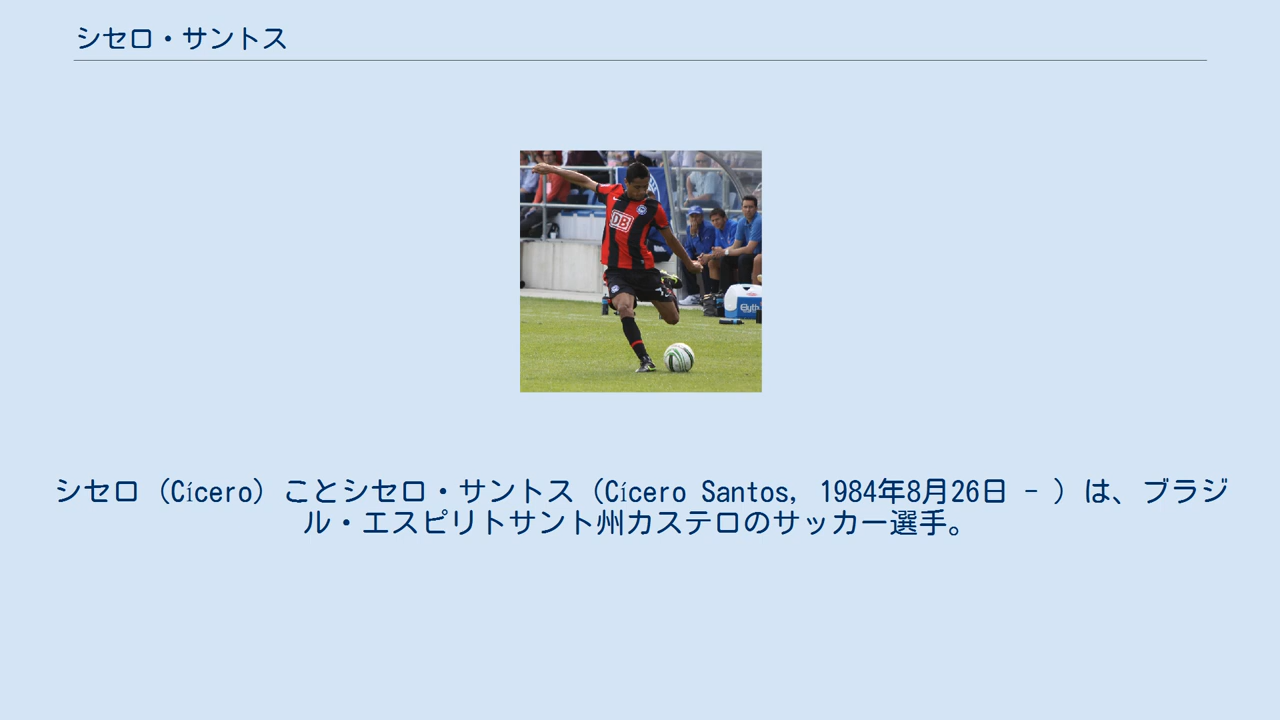 シセロ・サントス
DB
シセロ（Cícero）ことシセロ・サントス（Cícero Santos, 1984年8月26日 - ）は、ブラジ
ル・エスピリトサント州カステロのサッカー選手。